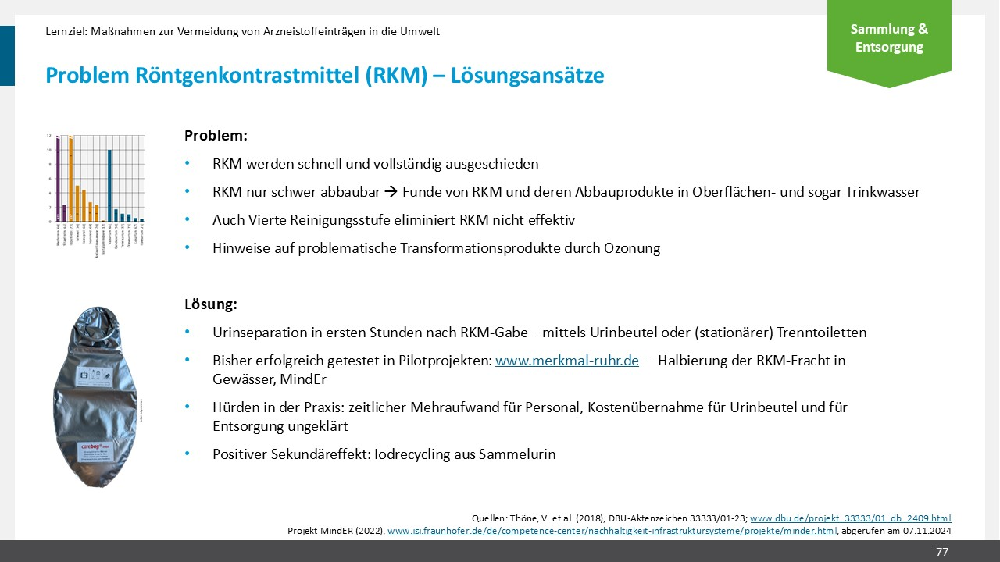 Lernziel: Maßnahmen zur Vermeidung von Arzneistoffeinträgen in die Umwelt
Sammlung &
Entsorgung
Problem Röntgenkontrastmittel (RKM) – Lösungsansätze
12
10
8
6
4
2
0
Problem:
• RKM werden schnell und vollständig ausgeschieden
• RKM nur schwer abbaubar → Funde von RKM und deren Abbauprodukte in Oberflächen- und sogar Trinkwasser
• Auch Vierte Reinigungsstufe eliminiert RKM nicht effektiv
• Hinweise auf problematische Transformationsprodukte durch Ozonung
Lösung:
• Urinseparation in ersten Stunden nach RKM-Gabe – mittels Urinbeutel oder (stationärer) Trenntoiletten
• Bisher erfolgreich getestet in Pilotprojekten: www.merkmal-ruhr.de – Halbierung der RKM-Fracht in
Gewässer, MindEr
• Hürden in der Praxis: zeitlicher Mehraufwand für Personal, Kostenübernahme für Urinbeutel und für
Entsorgung ungeklärt
• Positiver Sekundäreffekt: Iodrecycling aus Sammelurin
carebag
Quellen: Thöne, V. et al. (2018), DBU-Aktenzeichen 33333/01-23; www.dbu.de/projekt_33333/01_db_2409.html
Projekt MindER (2022), www.isi.fraunhofer.de/de/competence-center/nachhaltigkeit-infrastruktursysteme/projekte/minder.html, abgerufen am 07.11.2024
77